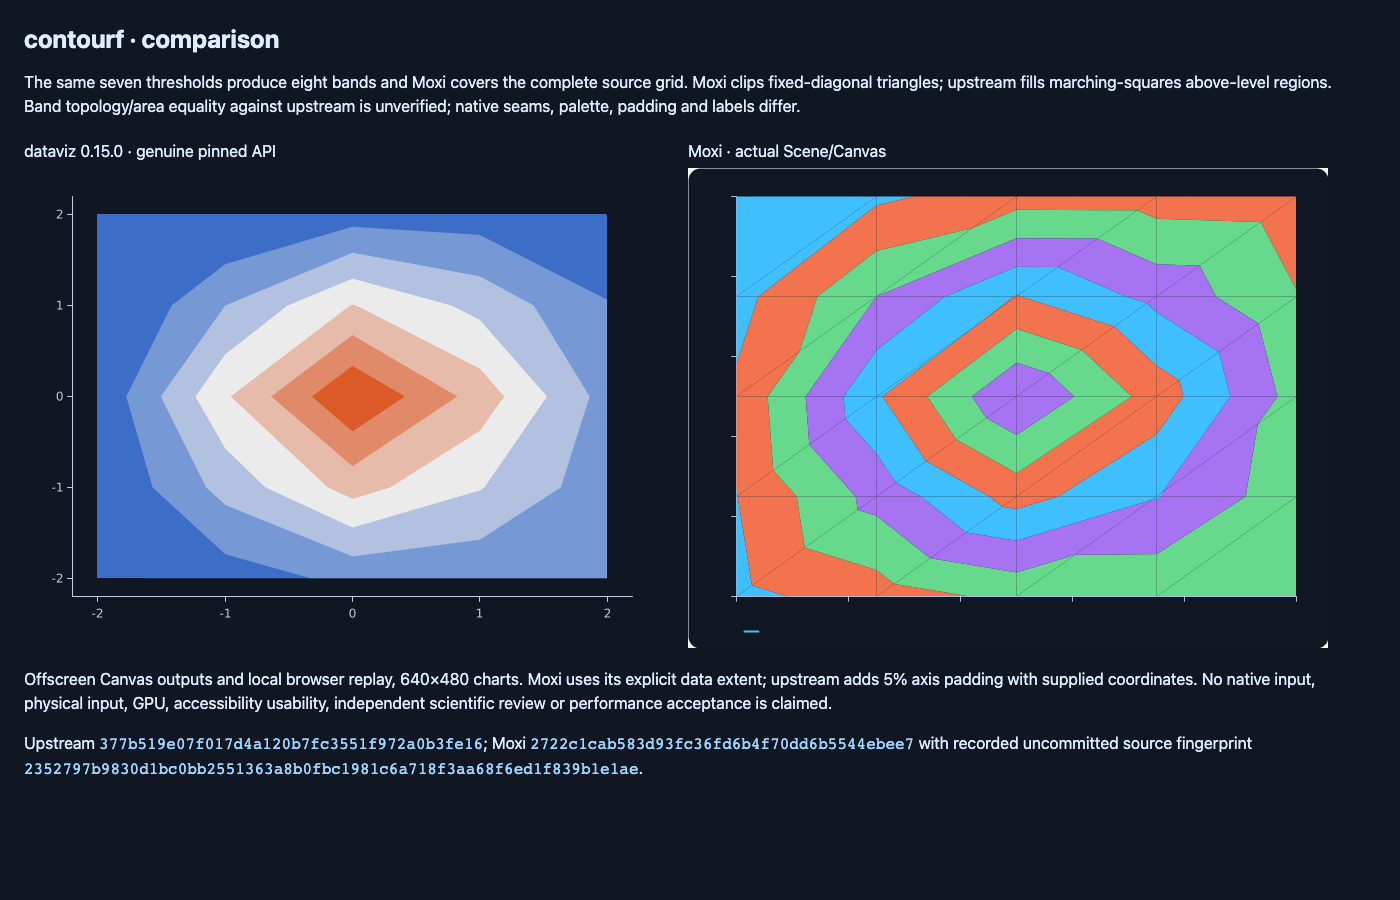 contourf · comparison
The same seven thresholds produce eight bands and Moxi covers the complete source grid. Moxi clips fixed-diagonal triangles; upstream fills marching-squares above-level regions.
Band topology/area equality against upstream is unverified; native seams, palette, padding and labels differ.
dataviz 0.15.0 · genuine pinned API
Moxi · actual Scene/Canvas
2
1
0
-1
-2
-2
-1
0
1
2
Offscreen Canvas outputs and local browser replay, 640×480 charts. Moxi uses its explicit data extent; upstream adds 5% axis padding with supplied coordinates. No native input,
physical input, GPU, accessibility usability, independent scientific review or performance acceptance is claimed.
Upstream 377b519e07f017d4a120b7fc3551f972a0b3fe16; Moxi 2722c1cab583d93fc36fd6b4f70dd6b5544ebee7 with recorded uncommitted source fingerprint
2352797b9830d1bc0bb2551363a8b0fbc1981c6a718f3aa68f6ed1f839b1e1ae.